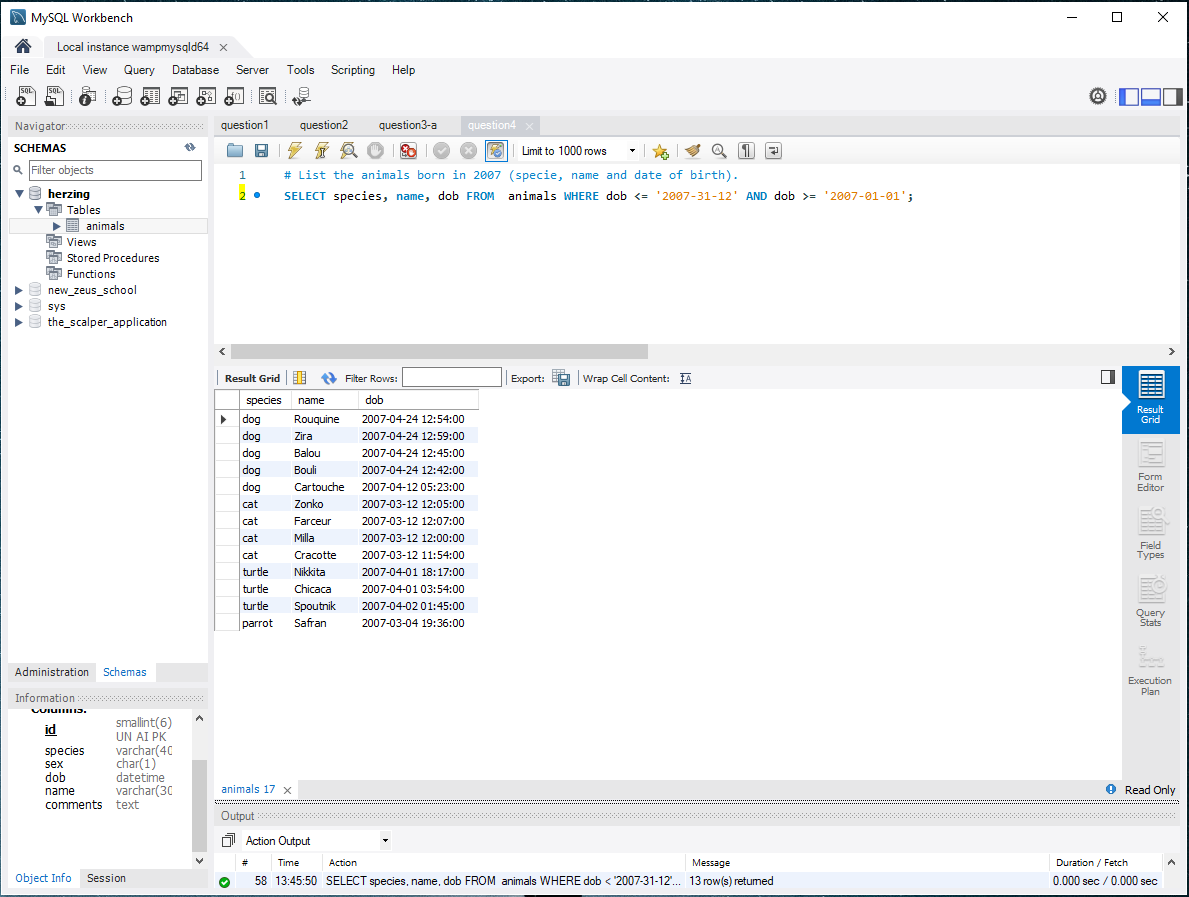 MySQL Workbench
Local instance wampmysqld64
File Edit View Query Database Server Tools Scripting Help
Navigator
SCHEMAS
Filter objects
herzing
Tables
animals
Views
Stored Procedures
Functions
new_zeus_school
sys
the_scalper_application
Administration Schemas
Information
Columns:
id smallint(6)
UN AI PK
species varchar(40
sex char(1)
dob datetime
name varchar(30
comments text
Object Info Session
question1 question2 question3-a question4
Limit to 1000 rows
1 # List the animals born in 2007 (specie, name and date of birth).
2 SELECT species, name, dob FROM animals WHERE dob <= '2007-31-12' AND dob >= '2007-01-01';
Result Grid Filter Rows: Export: Wrap Cell Content:
species name dob
dog Rouquine 2007-04-24 12:54:00
dog Zira 2007-04-24 12:59:00
dog Balou 2007-04-24 12:45:00
dog Bouli 2007-04-24 12:42:00
dog Cartouche 2007-04-12 05:23:00
cat Zonko 2007-03-12 12:05:00
cat Farceur 2007-03-12 12:07:00
cat Milla 2007-03-12 12:00:00
cat Cracotte 2007-03-12 11:54:00
turtle Nikkita 2007-04-01 18:17:00
turtle Chicaca 2007-04-01 03:54:00
turtle Spoutnik 2007-04-02 01:45:00
parrot Safran 2007-03-04 19:36:00
Result
Grid
Form
Editor
Field
Types
Query
Stats
Execution
Plan
animals 17 Read Only
Output
Action Output
# Time Action Message Duration / Fetch
58 13:45:50 SELECT species, name, dob FROM animals WHERE dob < '2007-31-12'... 13 row(s) returned 0.000 sec / 0.000 sec